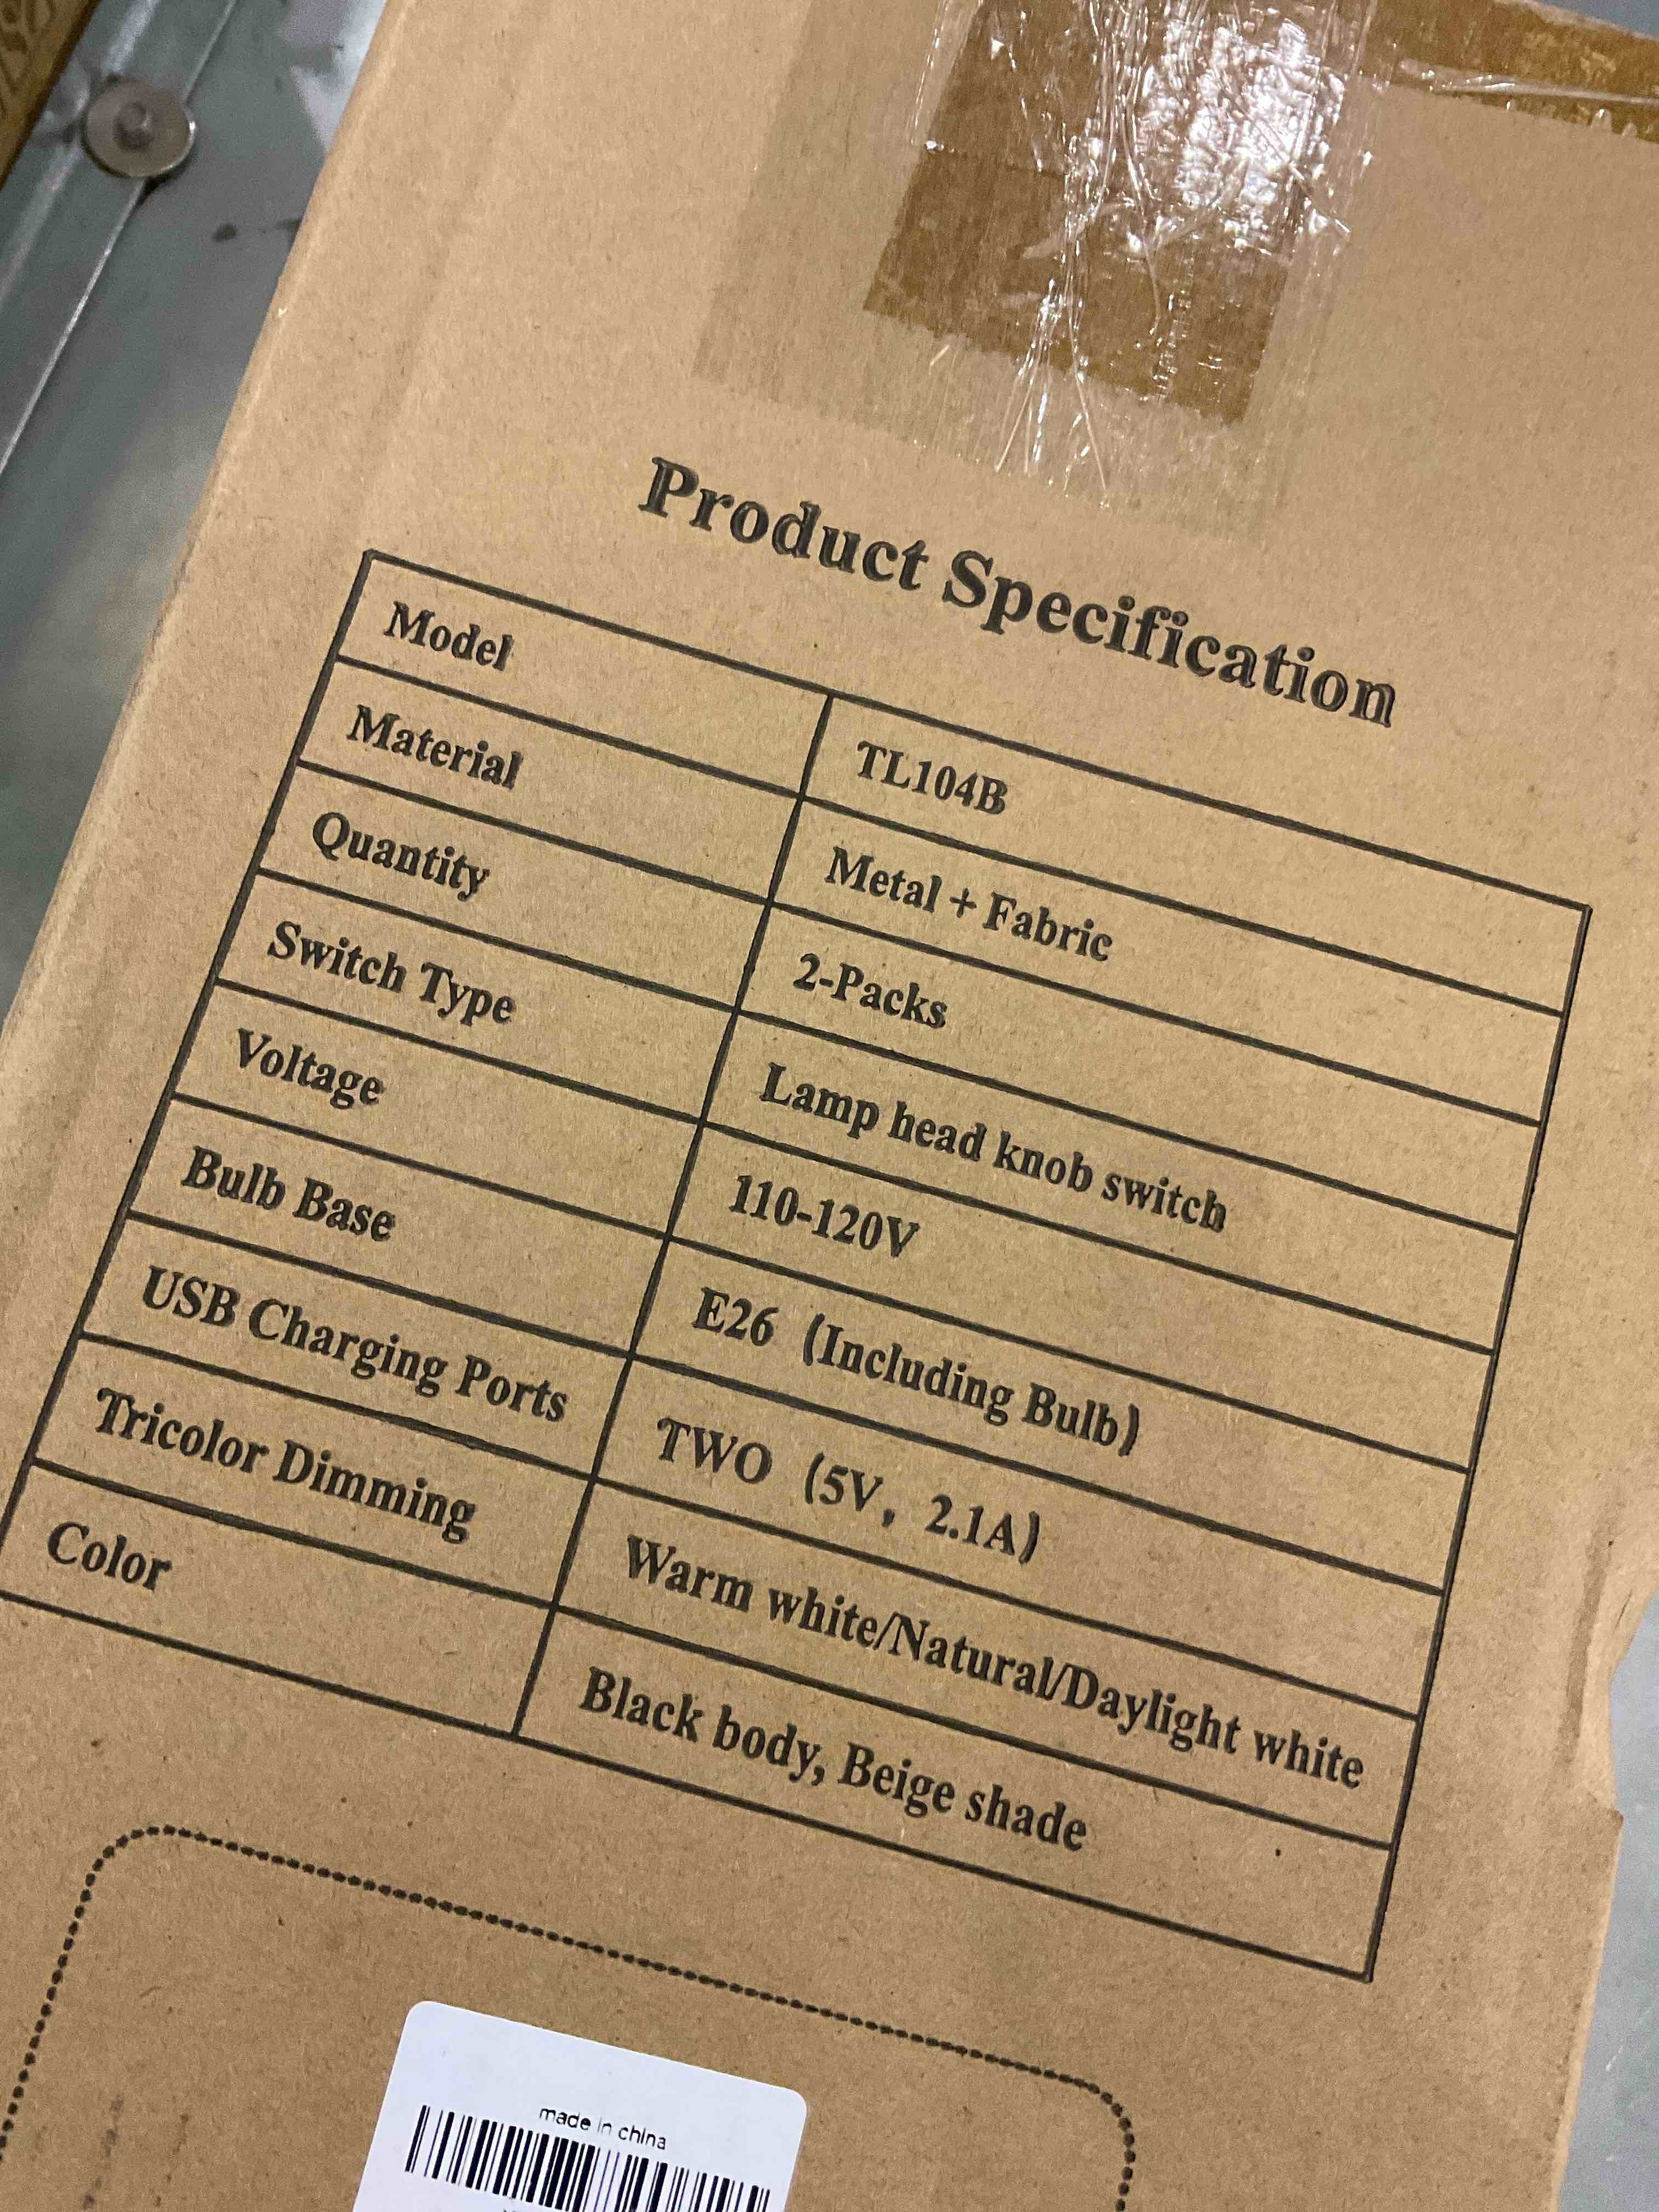 Product Specification
Model TL104B
Material Metal + Fabric
Quantity 2-Packs
Switch Type Lamp head knob switch
Voltage 110-120V
Bulb Base E26 (Including Bulb)
USB Charging Ports TWO (5V, 2.1A)
Tricolor Dimming Warm white/Natural/Daylight white
Color Black body, Beige shade
made in china